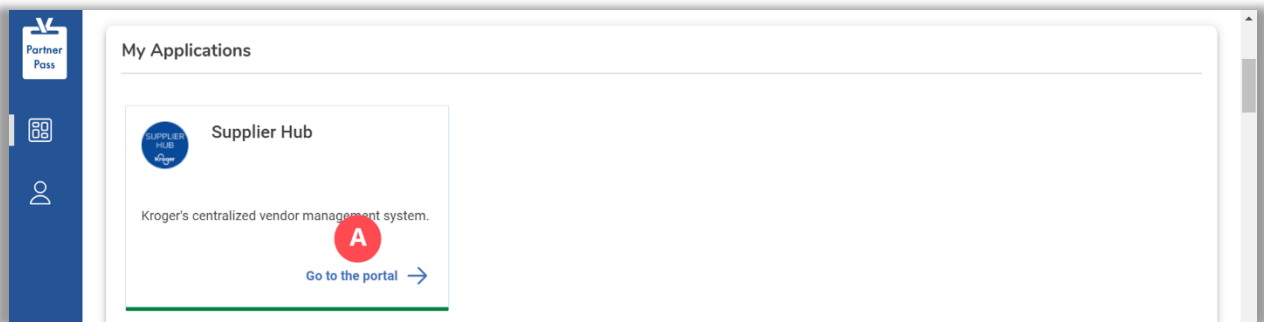 Partner
Pass
My Applications
SUPPLIER
HUB
Kroger
Supplier Hub
Kroger's centralized vendor management system.
A
Go to the portal